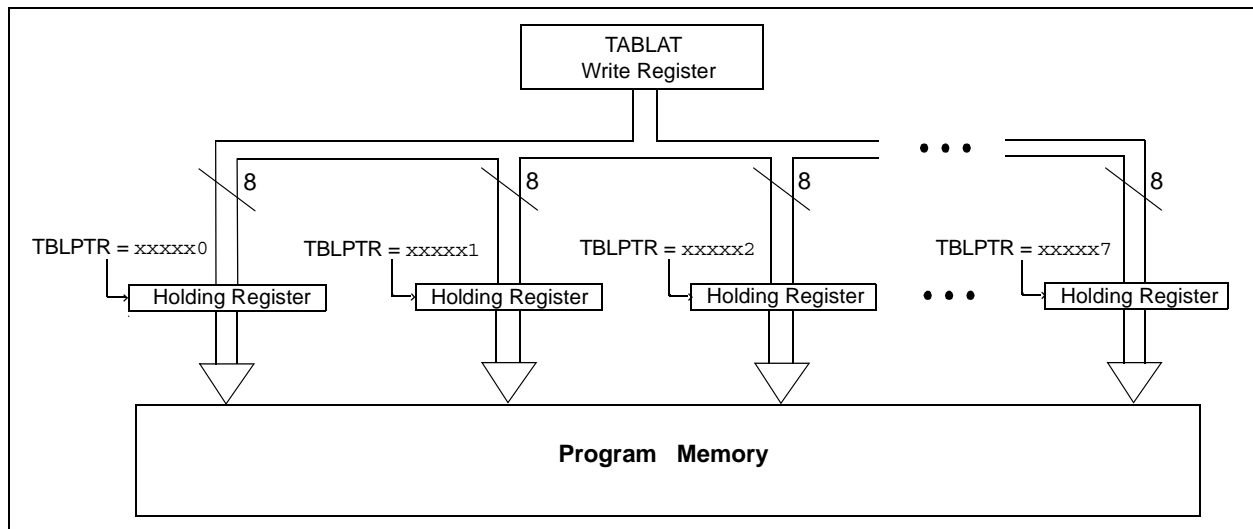 TABLAT
Write Register
8
8
8
8
TBLPTR = xxxxx0
TBLPTR = xxxxx1
TBLPTR = xxxxx2
TBLPTR = xxxxx7
Holding Register
Holding Register
Holding Register
Holding Register
Program Memory